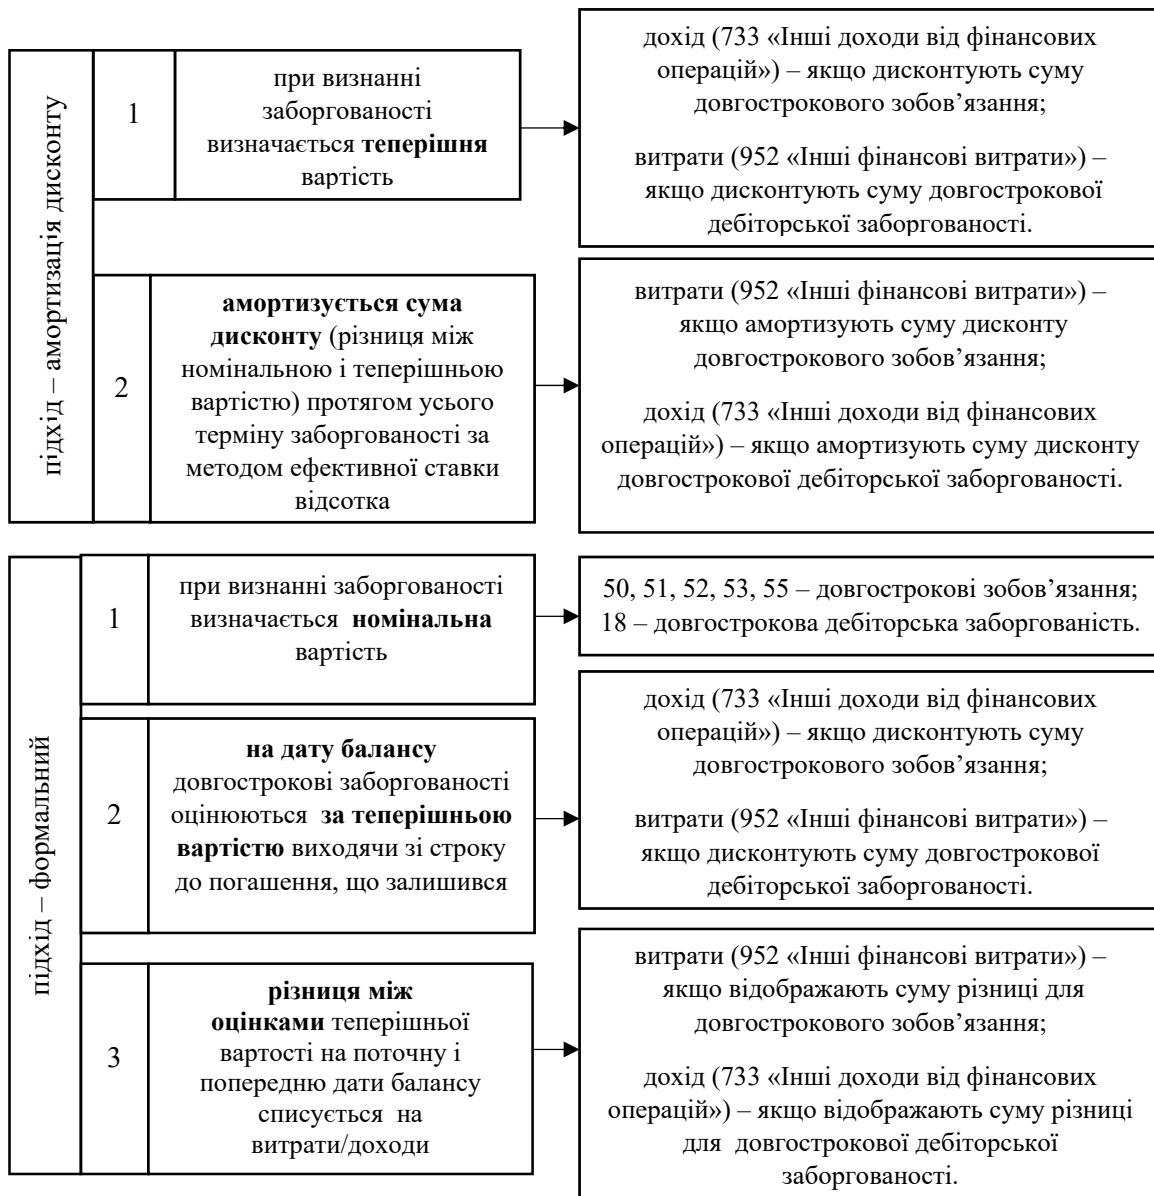 підхід – амортизація дисконту
1
при визнанні
заборгованості
визначається теперішня
вартість
дохід (733 «Інші доходи від фінансових
операцій») – якщо дисконтують суму
довгострокового зобов’язання;
витрати (952 «Інші фінансові витрати») –
якщо дисконтують суму довгострокової
дебіторської заборгованості.
2
амортизується сума
дисконту (різниця між
номінальною і теперішньою
вартістю) протягом усього
терміну заборгованості за
методом ефективної ставки
відсотка
витрати (952 «Інші фінансові витрати») –
якщо амортизують суму дисконту
довгострокового зобов’язання;
дохід (733 «Інші доходи від фінансових
операцій») – якщо амортизують суму дисконту
довгострокової дебіторської заборгованості.
підхід – формальний
1
при визнанні заборгованості
визначається номінальна
вартість
50, 51, 52, 53, 55 – довгострокові зобов’язання;
18 – довгострокова дебіторська заборгованість.
2
на дату балансу
довгострокові заборгованості
оцінюються за теперішньою
вартістю виходячи зі строку
до погашення, що залишився
дохід (733 «Інші доходи від фінансових
операцій») – якщо дисконтують суму
довгострокового зобов’язання;
витрати (952 «Інші фінансові витрати») –
якщо дисконтують суму довгострокової
дебіторської заборгованості.
3
різниця між
оцінками теперішньої
вартості на поточну і
попередню дати балансу
списується на
витрати/доходи
витрати (952 «Інші фінансові витрати») –
якщо відображають суму різниці для
довгострокового зобов’язання;
дохід (733 «Інші доходи від фінансових
операцій») – якщо відображають суму різниці
для довгострокової дебіторської
заборгованості.